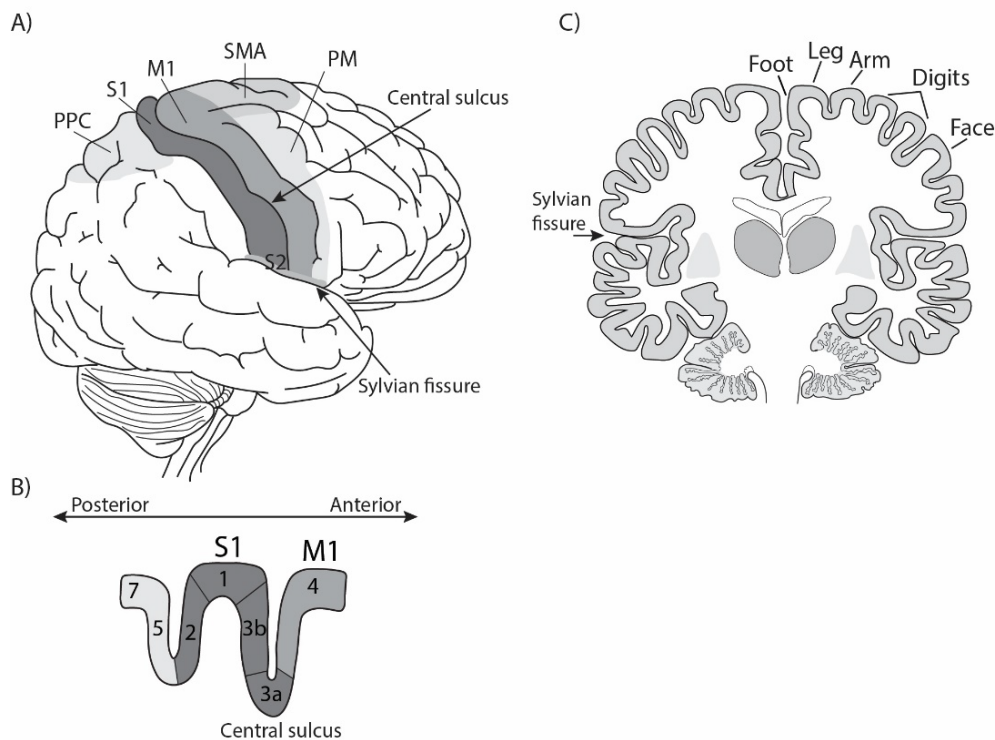 A)
SMA
M1
PM
S1
Central sulcus
PPC
S2
Sylvian fissure
B)
Posterior
Anterior
S1
M1
7
1
4
5
2
3b
3a
Central sulcus
C)
Foot
Leg
Arm
Digits
Face
Sylvian
fissure